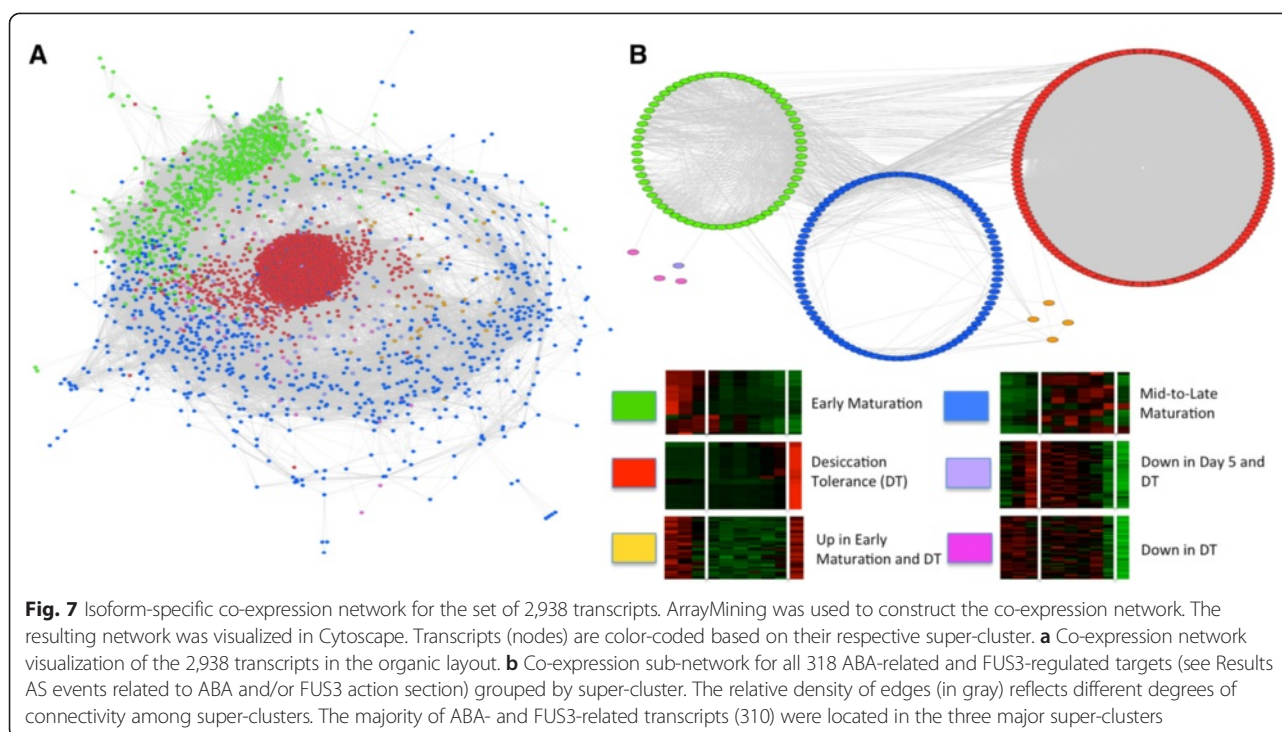 A
B
Early Maturation
Mid-to-Late
Maturation
Desiccation
Tolerance (DT)
Down in Day 5 and
DT
Up in Early
Maturation and DT
Down in DT
Fig. 7 Isoform-specific co-expression network for the set of 2,938 transcripts. ArrayMining was used to construct the co-expression network. The
resulting network was visualized in Cytoscape. Transcripts (nodes) are color-coded based on their respective super-cluster. a Co-expression network
visualization of the 2,938 transcripts in the organic layout. b Co-expression sub-network for all 318 ABA-related and FUS3-regulated targets (see Results
AS events related to ABA and/or FUS3 action section) grouped by super-cluster. The relative density of edges (in gray) reflects different degrees of
connectivity among super-clusters. The majority of ABA- and FUS3-related transcripts (310) were located in the three major super-clusters